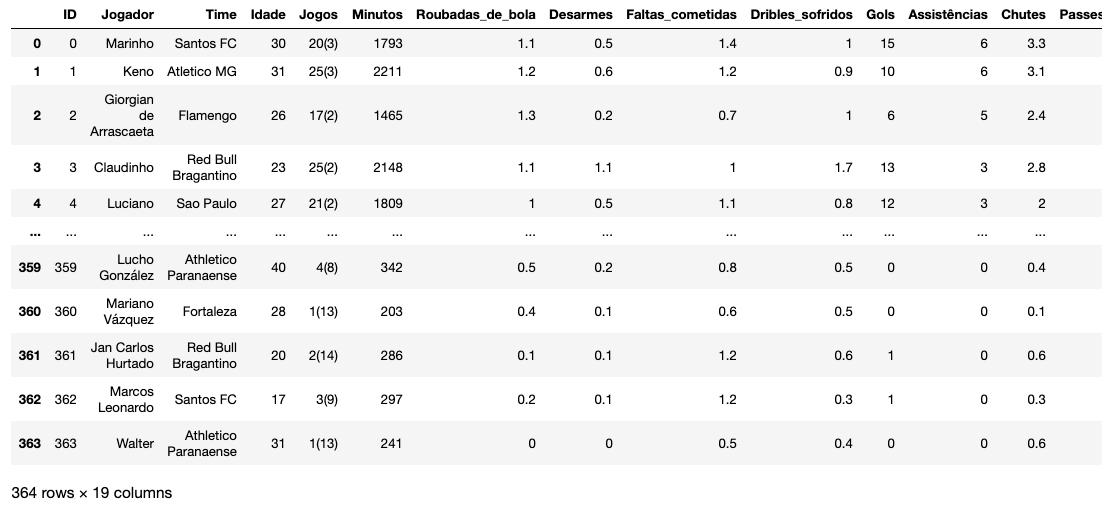 ID Jogador Time Idade Jogos Minutos Roubadas_de_bola Desarmes Faltas_cometidas Dribles_sofridos Gols Assistências Chutes Passes
0 0 Marinho Santos FC 30 20(3) 1793 1.1 0.5 1.4 1 15 6 3.3
1 1 Keno Atletico MG 31 25(3) 2211 1.2 0.6 1.2 0.9 10 6 3.1
2 2 Giorgian de Arrascaeta Flamengo 26 17(2) 1465 1.3 0.2 0.7 1 6 5 2.4
3 3 Claudinho Red Bull Bragantino 23 25(2) 2148 1.1 1.1 1 1.7 13 3 2.8
4 4 Luciano Sao Paulo 27 21(2) 1809 1 0.5 1.1 0.8 12 3 2
... ... ... ... ... ... ... ... ... ... ... ... ... ...
359 359 Lucho González Athletico Paranaense 40 4(8) 342 0.5 0.2 0.8 0.5 0 0 0.4
360 360 Mariano Vázquez Fortaleza 28 1(13) 203 0.4 0.1 0.6 0.5 0 0 0.1
361 361 Jan Carlos Hurtado Red Bull Bragantino 20 2(14) 286 0.1 0.1 1.2 0.6 1 0 0.6
362 362 Marcos Leonardo Santos FC 17 3(9) 297 0.2 0.1 1.2 0.3 1 0 0.3
363 363 Walter Athletico Paranaense 31 1(13) 241 0 0 0.5 0.4 0 0 0.6
364 rows × 19 columns